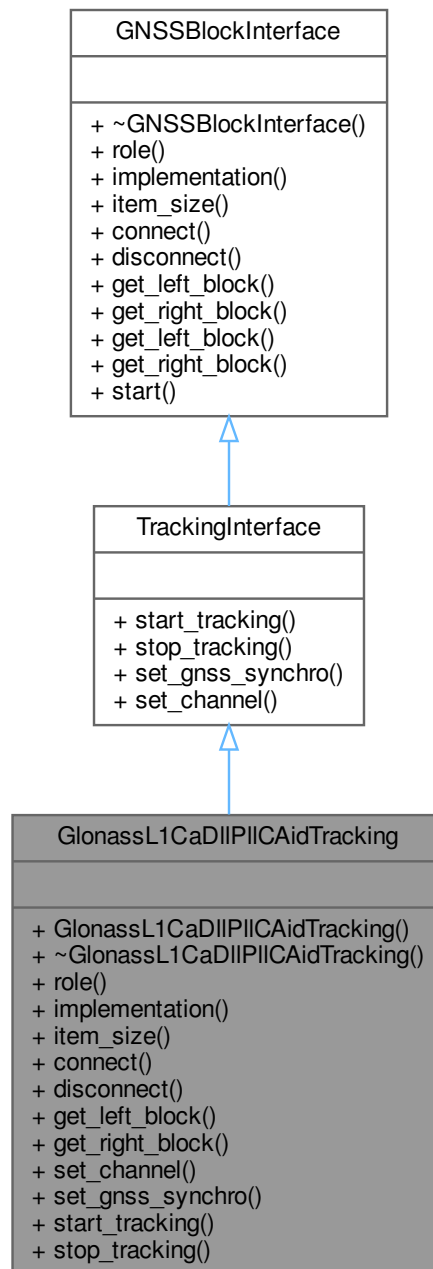 GNSSBlockInterface
+ ~GNSSBlockInterface()
+ role()
+ implementation()
+ item_size()
+ connect()
+ disconnect()
+ get_left_block()
+ get_right_block()
+ get_left_block()
+ get_right_block()
+ start()
TrackingInterface
+ start_tracking()
+ stop_tracking()
+ set_gnss_synchro()
+ set_channel()
GlonassL1CaDllPllCAidTracking
+ GlonassL1CaDllPllCAidTracking()
+ ~GlonassL1CaDllPllCAidTracking()
+ role()
+ implementation()
+ item_size()
+ connect()
+ disconnect()
+ get_left_block()
+ get_right_block()
+ set_channel()
+ set_gnss_synchro()
+ start_tracking()
+ stop_tracking()